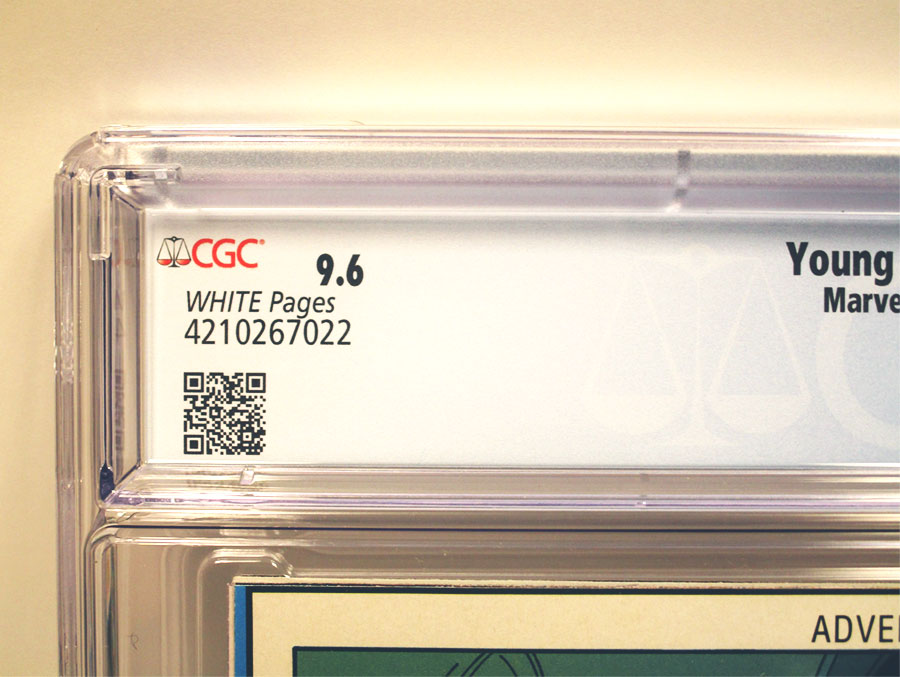 CGC®
9.6
WHITE Pages
4210267022
Young
Marve
ADVE